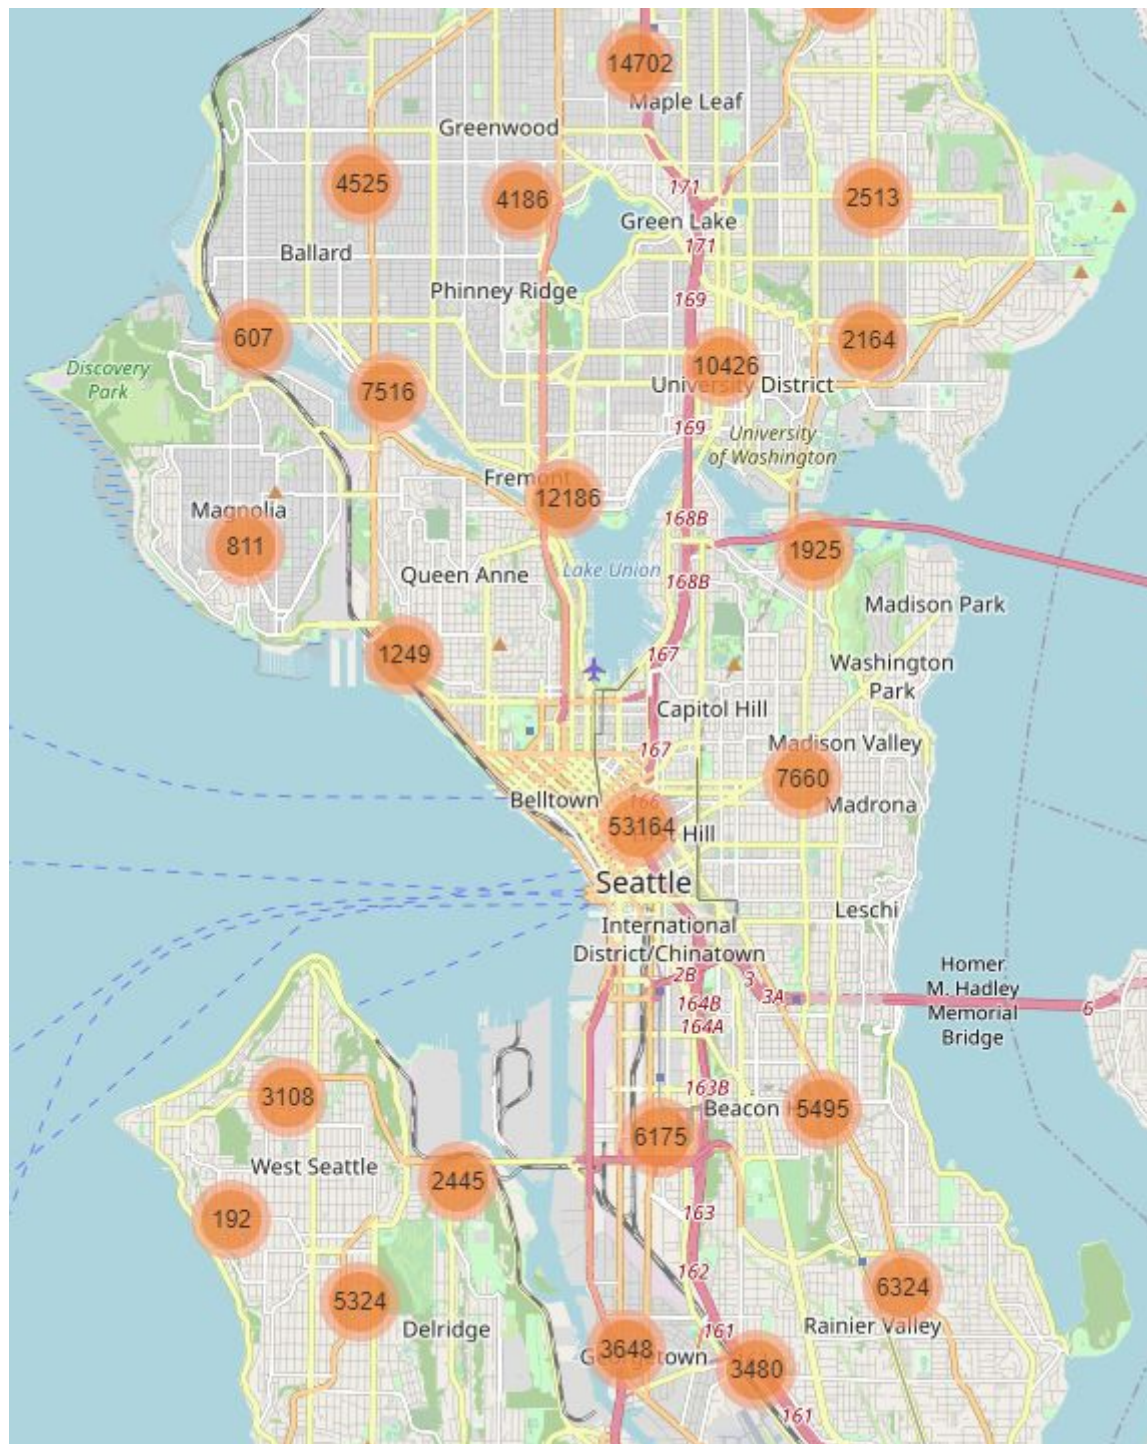 14702
Maple Leaf
Greenwood
4525
4186
171
2513
Green Lake
Ballard
171
Phinney Ridge
169
607
2164
Discovery
Park
7516
10426
University District
169
University
of Washington
Fremont
12186
Magnolia
168B
811
1925
Queen Anne
Lake Union
168B
Madison Park
1249
167
Washington
Park
Capitol Hill
167
Madison Valley
7660
Belltown
166
Madrona
53164
Hill
Seattle
Leschi
International
District/Chinatown
2B
3
3A
Homer
M. Hadley
Memorial
Bridge
6
164B
164A
3108
163B
Beacon
5495
6175
West Seattle
2445
192
163
162
6324
5324
Delridge
161
Rainier Valley
3648
Georgetown
3480
161